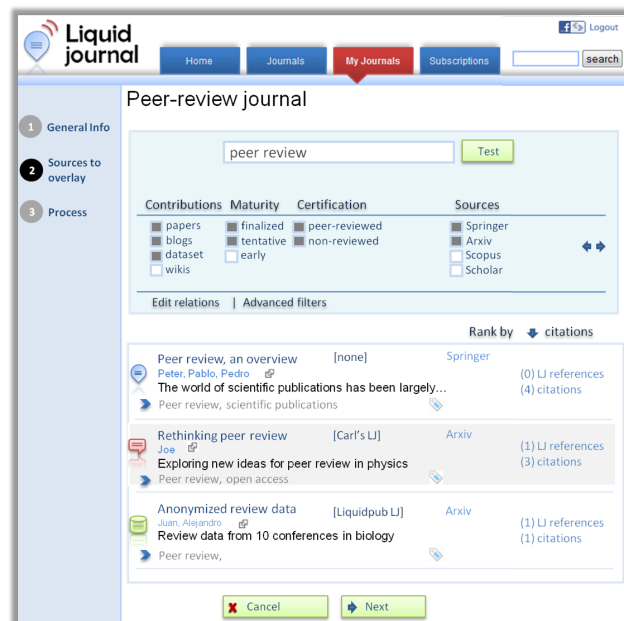 Liquid
journal
Logout
Home
Journals
My Journals
Subscriptions
search
Peer-review journal
1 General Info
2 Sources to
overlay
3 Process
peer review
Test
Contributions Maturity Certification Sources
papers finalized peer-reviewed Springer
blogs tentative non-reviewed Arxiv
dataset early Scopus
wikis Scholar
Edit relations | Advanced filters
Rank by citations
Peer review, an overview [none] Springer
Peter, Pablo, Pedro (0) LJ references
The world of scientific publications has been largely... (4) citations
Peer review, scientific publications
Rethinking peer review [Carl's LJ] Arxiv
Joe (1) LJ references
Exploring new ideas for peer review in physics (3) citations
Peer review, open access
Anonymized review data [Liquidpub LJ] Arxiv
Juan, Alejandro (1) LJ references
Review data from 10 conferences in biology (1) citations
Peer review,
Cancel
Next